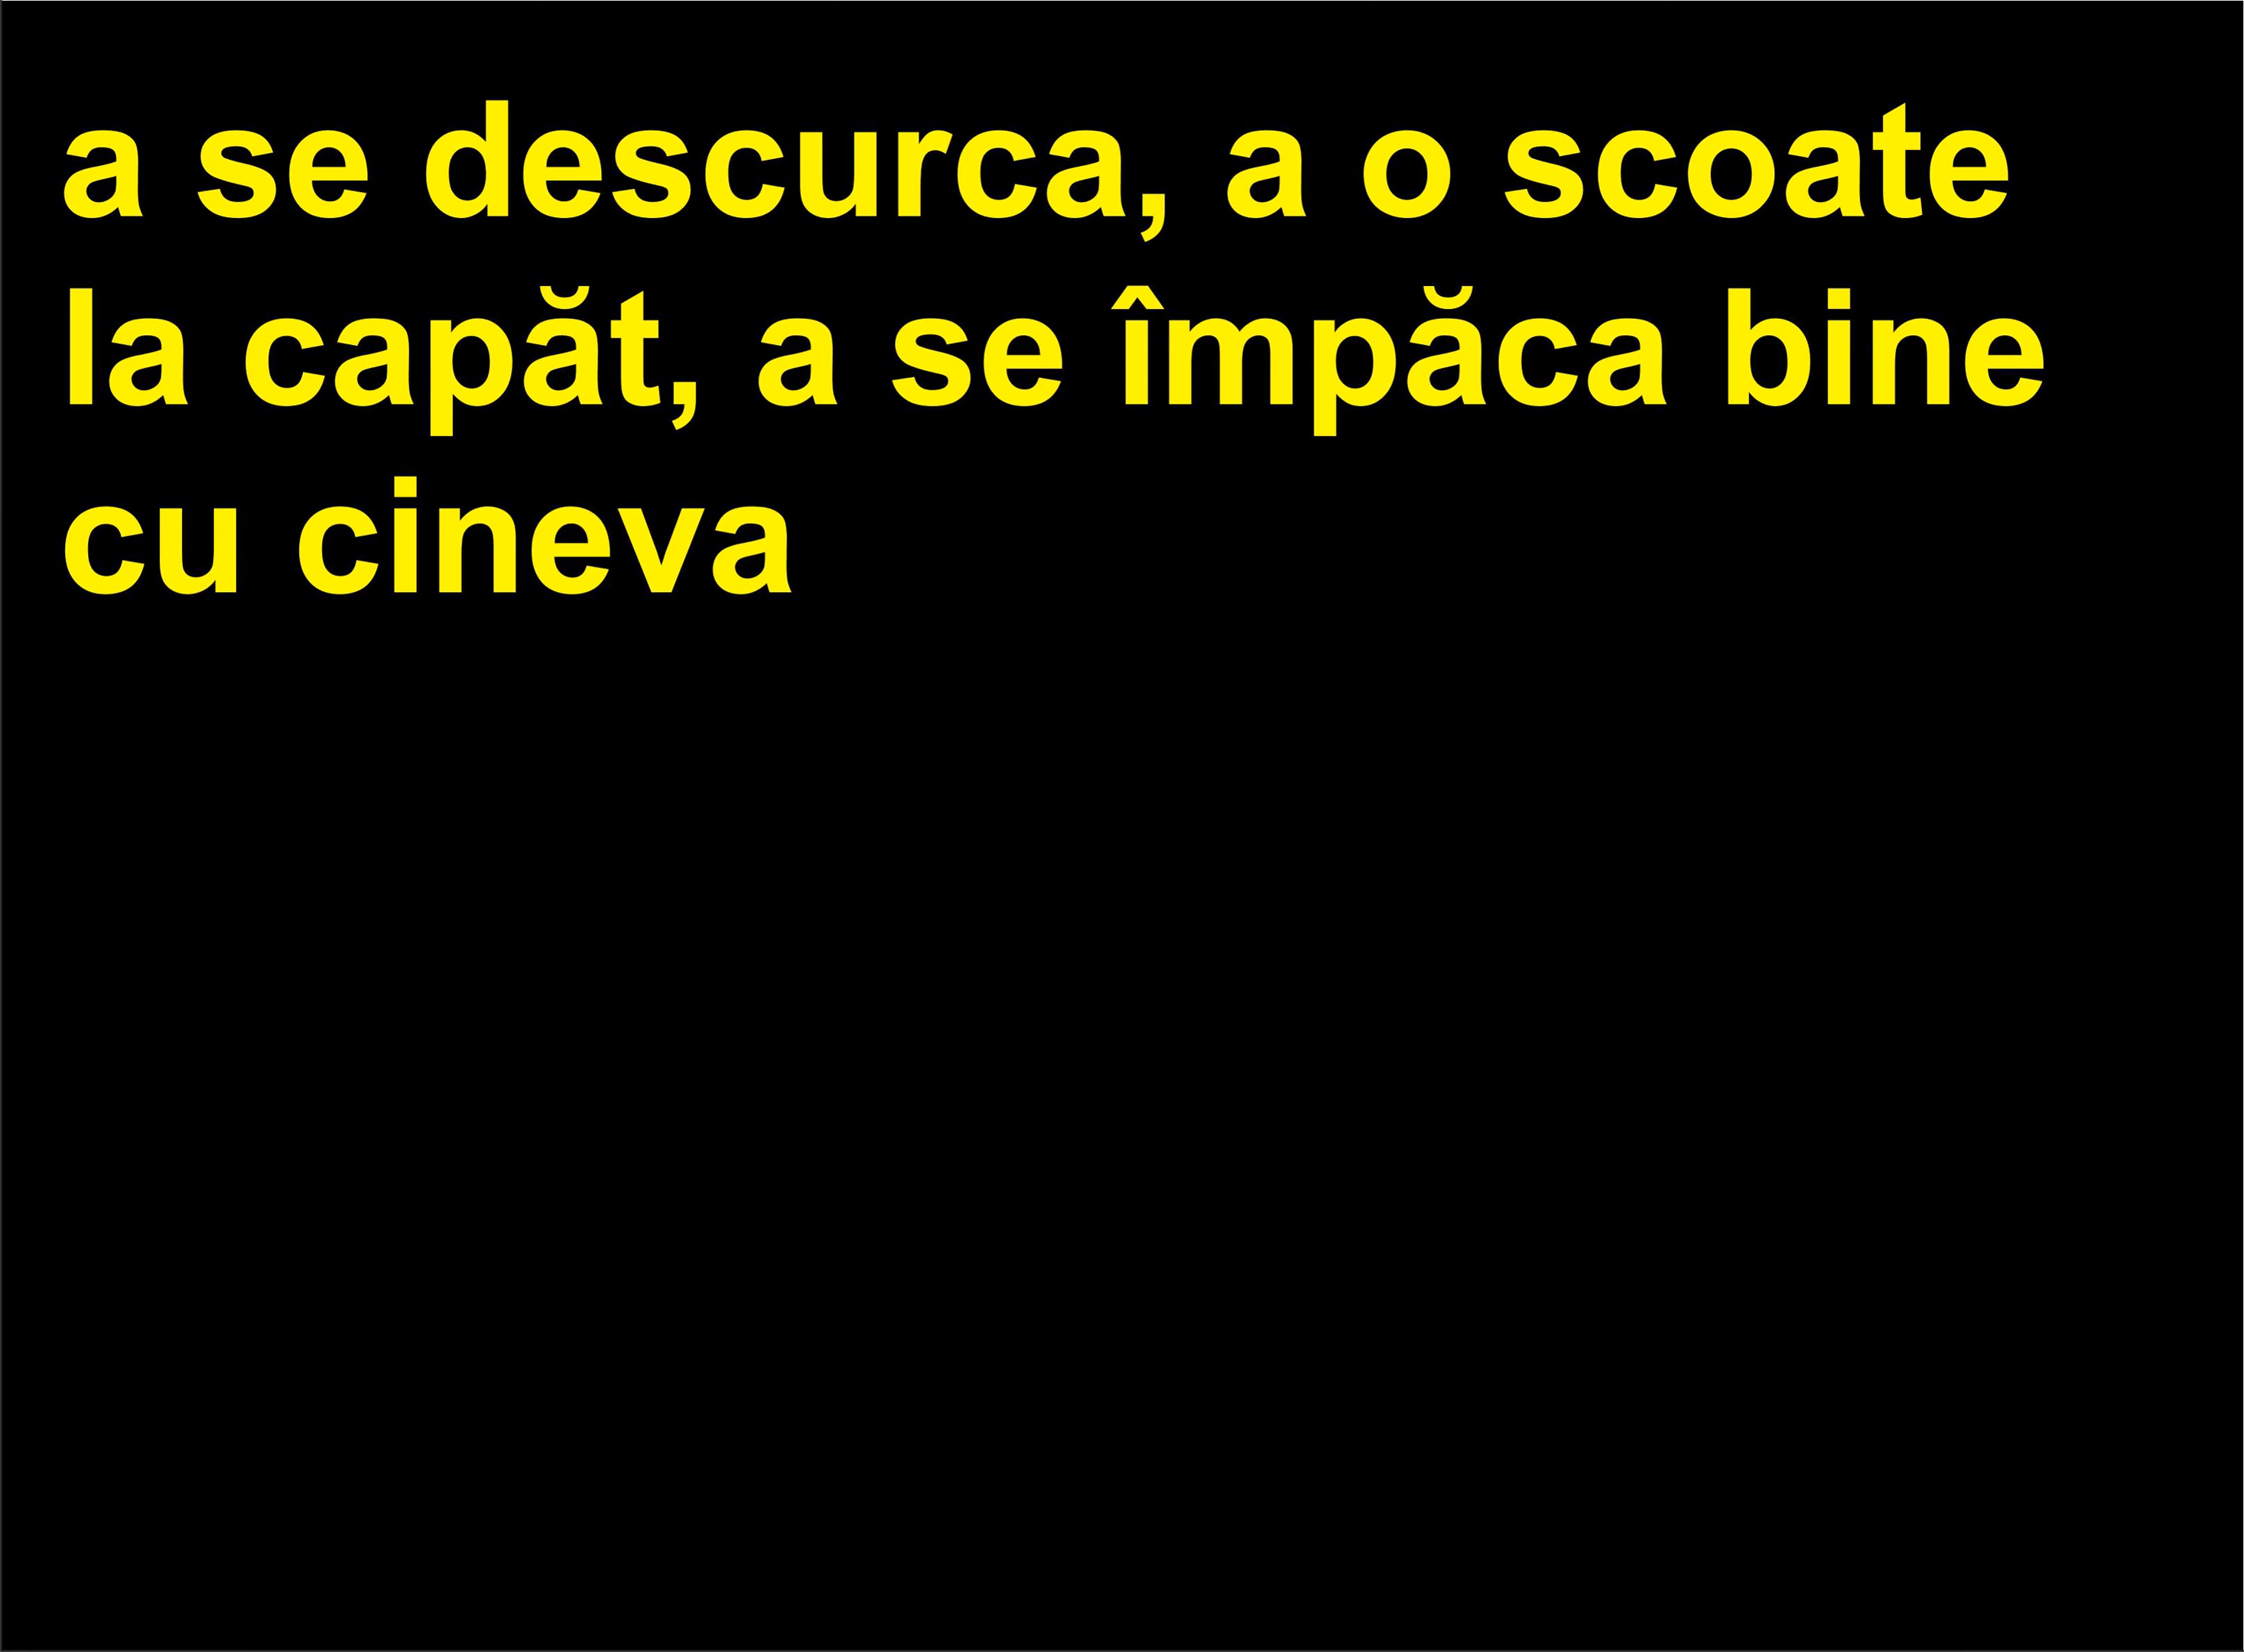 a se descurca, a o scoate
la capăt, a se împăca bine
cu cineva